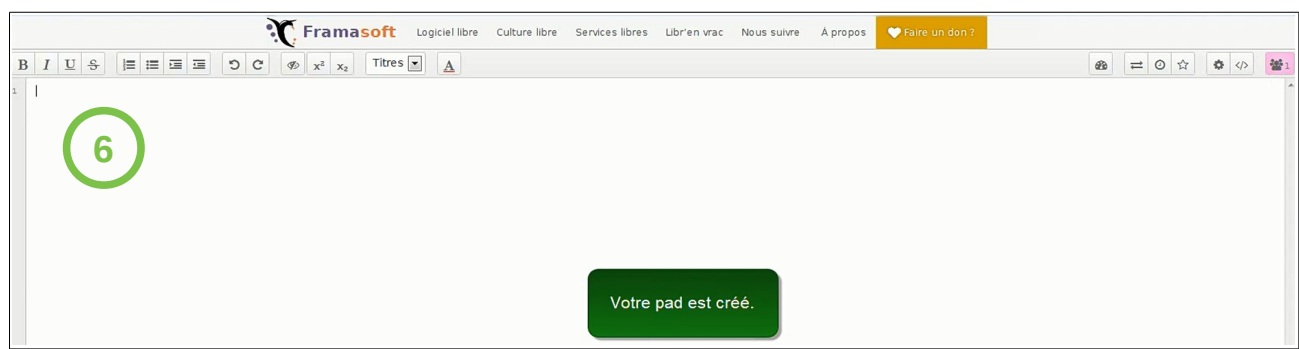 Framasoft Logiciel libre Culture libre Services libres Libr'en vrac Nous suivre À propos Faire un don ?
B I U S x² x₂ Titres A </> 1
1
6
Votre pad est créé.